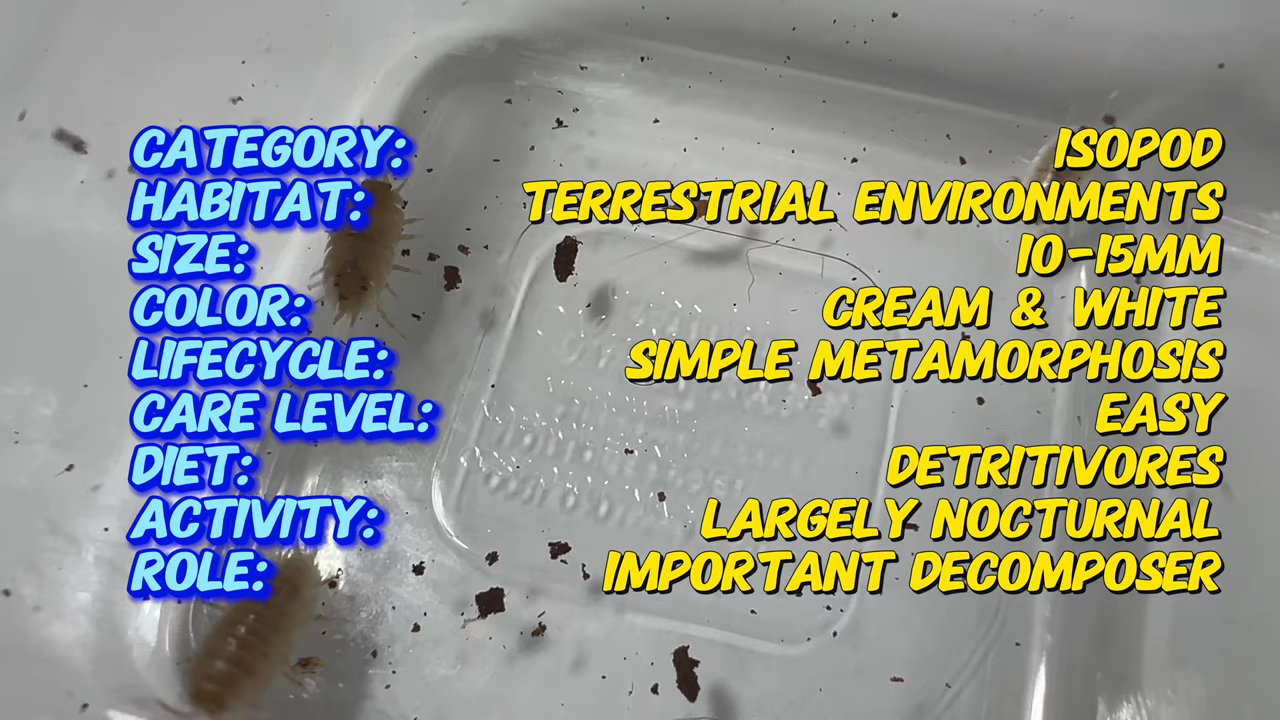 CATEGORY: ISOPOD
HABITAT: TERRESTRIAL ENVIRONMENTS
SIZE: 10-15MM
COLOR: CREAM & WHITE
LIFECYCLE: SIMPLE METAMORPHOSIS
CARE LEVEL: EASY
DIET: DETRITIVORES
ACTIVITY: LARGELY NOCTURNAL
ROLE: IMPORTANT DECOMPOSER